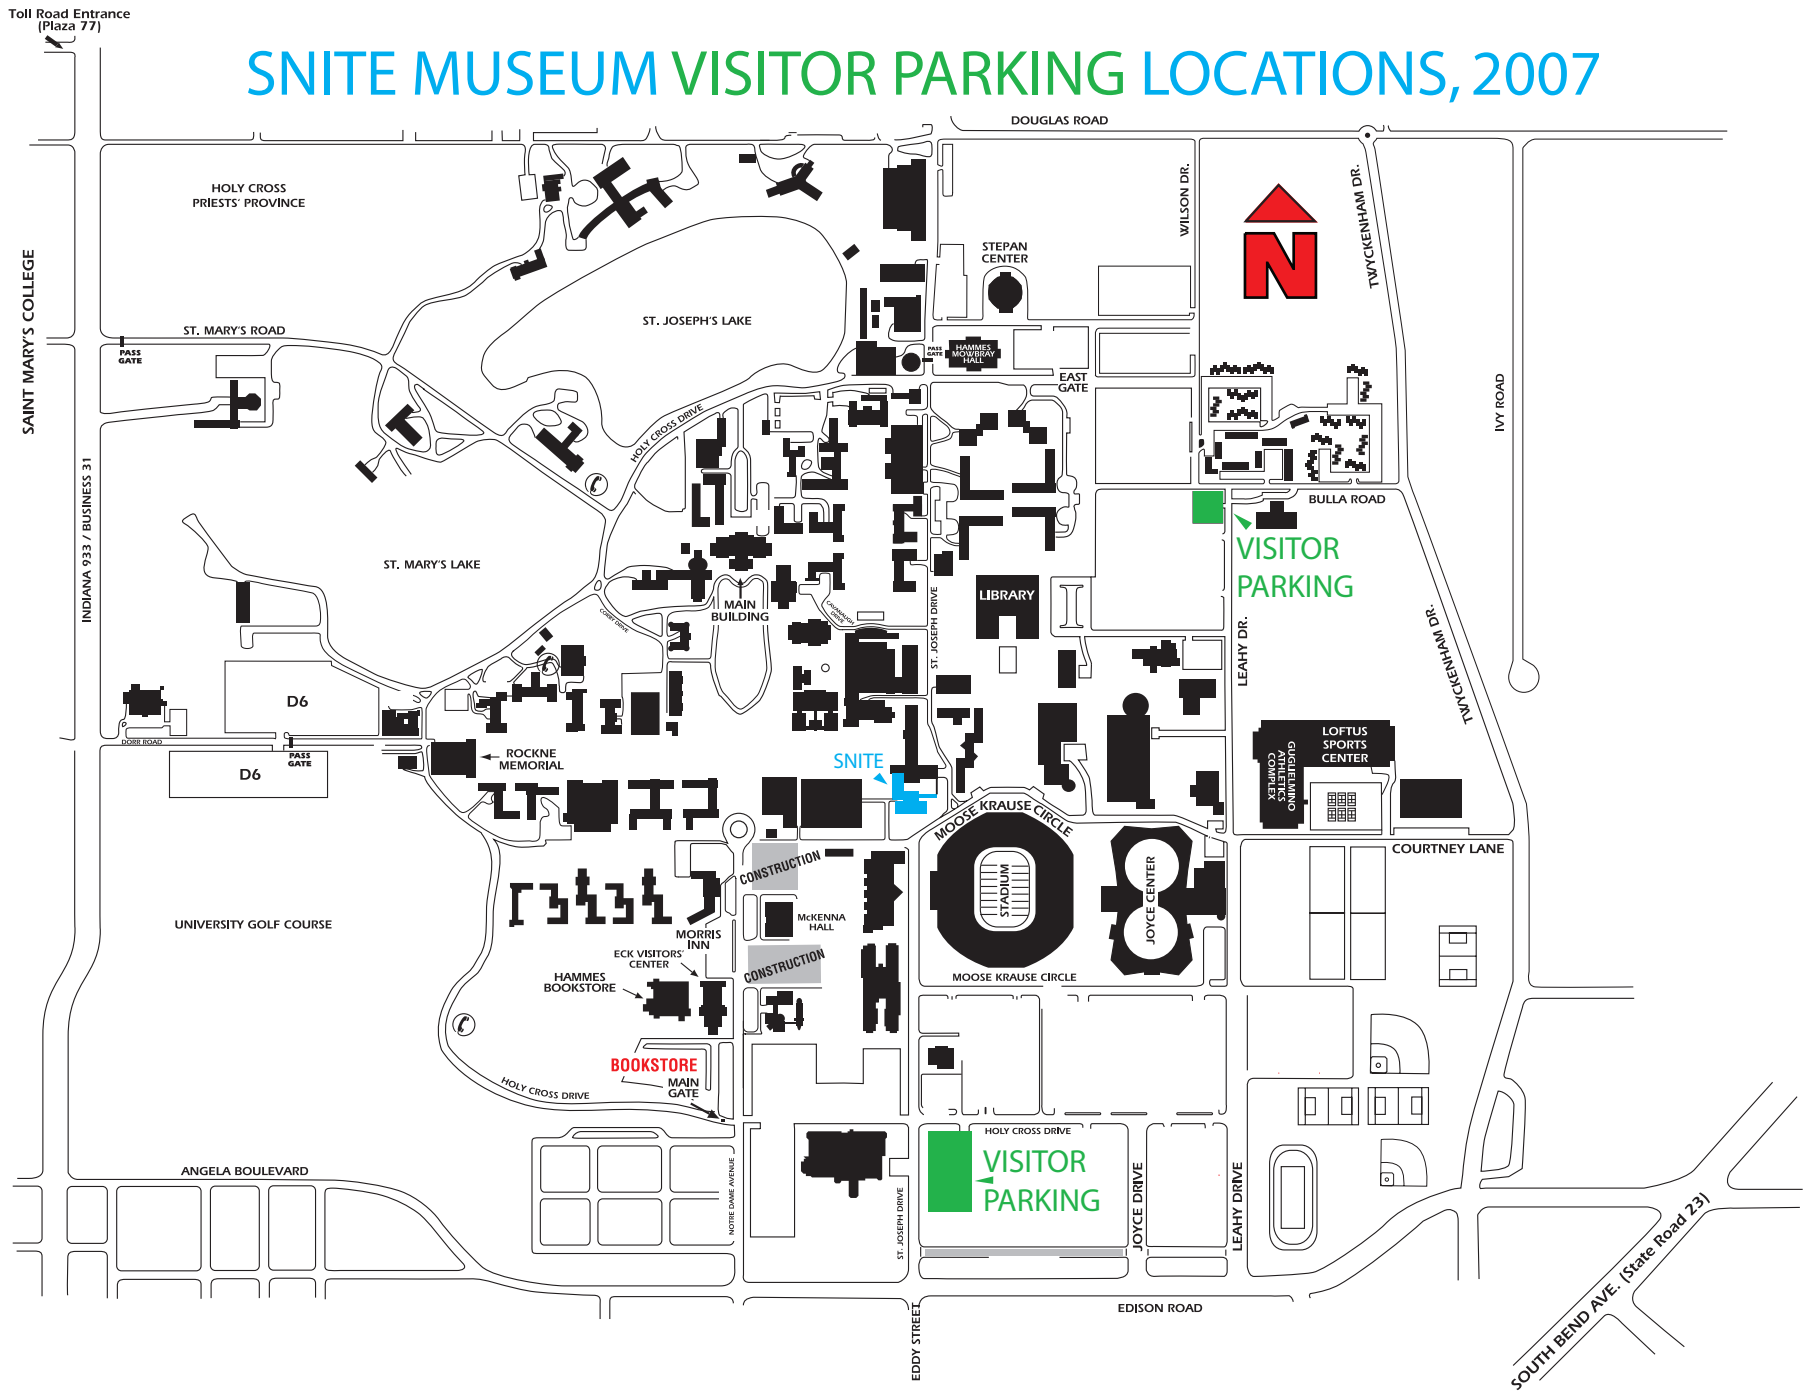 Toll Road Entrance
(Plaza 77)
SNITE MUSEUM VISITOR PARKING LOCATIONS, 2007
DOUGLAS ROAD
HOLY CROSS
PRIESTS' PROVINCE
WILSON DR.
TWYCKENHAM DR.
N
STEPAN
CENTER
SAINT MARY'S COLLEGE
ST. JOSEPH'S LAKE
ST. MARY'S ROAD
PASS
GATE
PASS
GATE
HAMMES
MOWBRAY
HALL
EAST
GATE
IVY ROAD
HOLY CROSS DRIVE
INDIANA 933 / BUSINESS 31
BULLA ROAD
VISITOR
PARKING
ST. MARY'S LAKE
MAIN
BUILDING
LIBRARY
CORBY DRIVE
CAVANAUGH
DRIVE
ST. JOSEPH DRIVE
LEAHY DR.
TWYCKENHAM DR.
D6
DORR ROAD
PASS
GATE
D6
ROCKNE
MEMORIAL
SNITE
LOFTUS
SPORTS
CENTER
GUGLIELMINO
ATHLETICS
COMPLEX
MOOSE KRAUSE CIRCLE
COURTNEY LANE
CONSTRUCTION
STADIUM
JOYCE CENTER
UNIVERSITY GOLF COURSE
McKENNA
HALL
MORRIS
INN
ECK VISITORS'
CENTER
CONSTRUCTION
HAMMES
BOOKSTORE
MOOSE KRAUSE CIRCLE
BOOKSTORE
MAIN
GATE
HOLY CROSS DRIVE
HOLY CROSS DRIVE
VISITOR
PARKING
ANGELA BOULEVARD
NOTRE DAME AVENUE
ST. JOSEPH DRIVE
JOYCE DRIVE
LEAHY DRIVE
EDISON ROAD
EDDY STREET
SOUTH BEND AVE. (State Road 23)